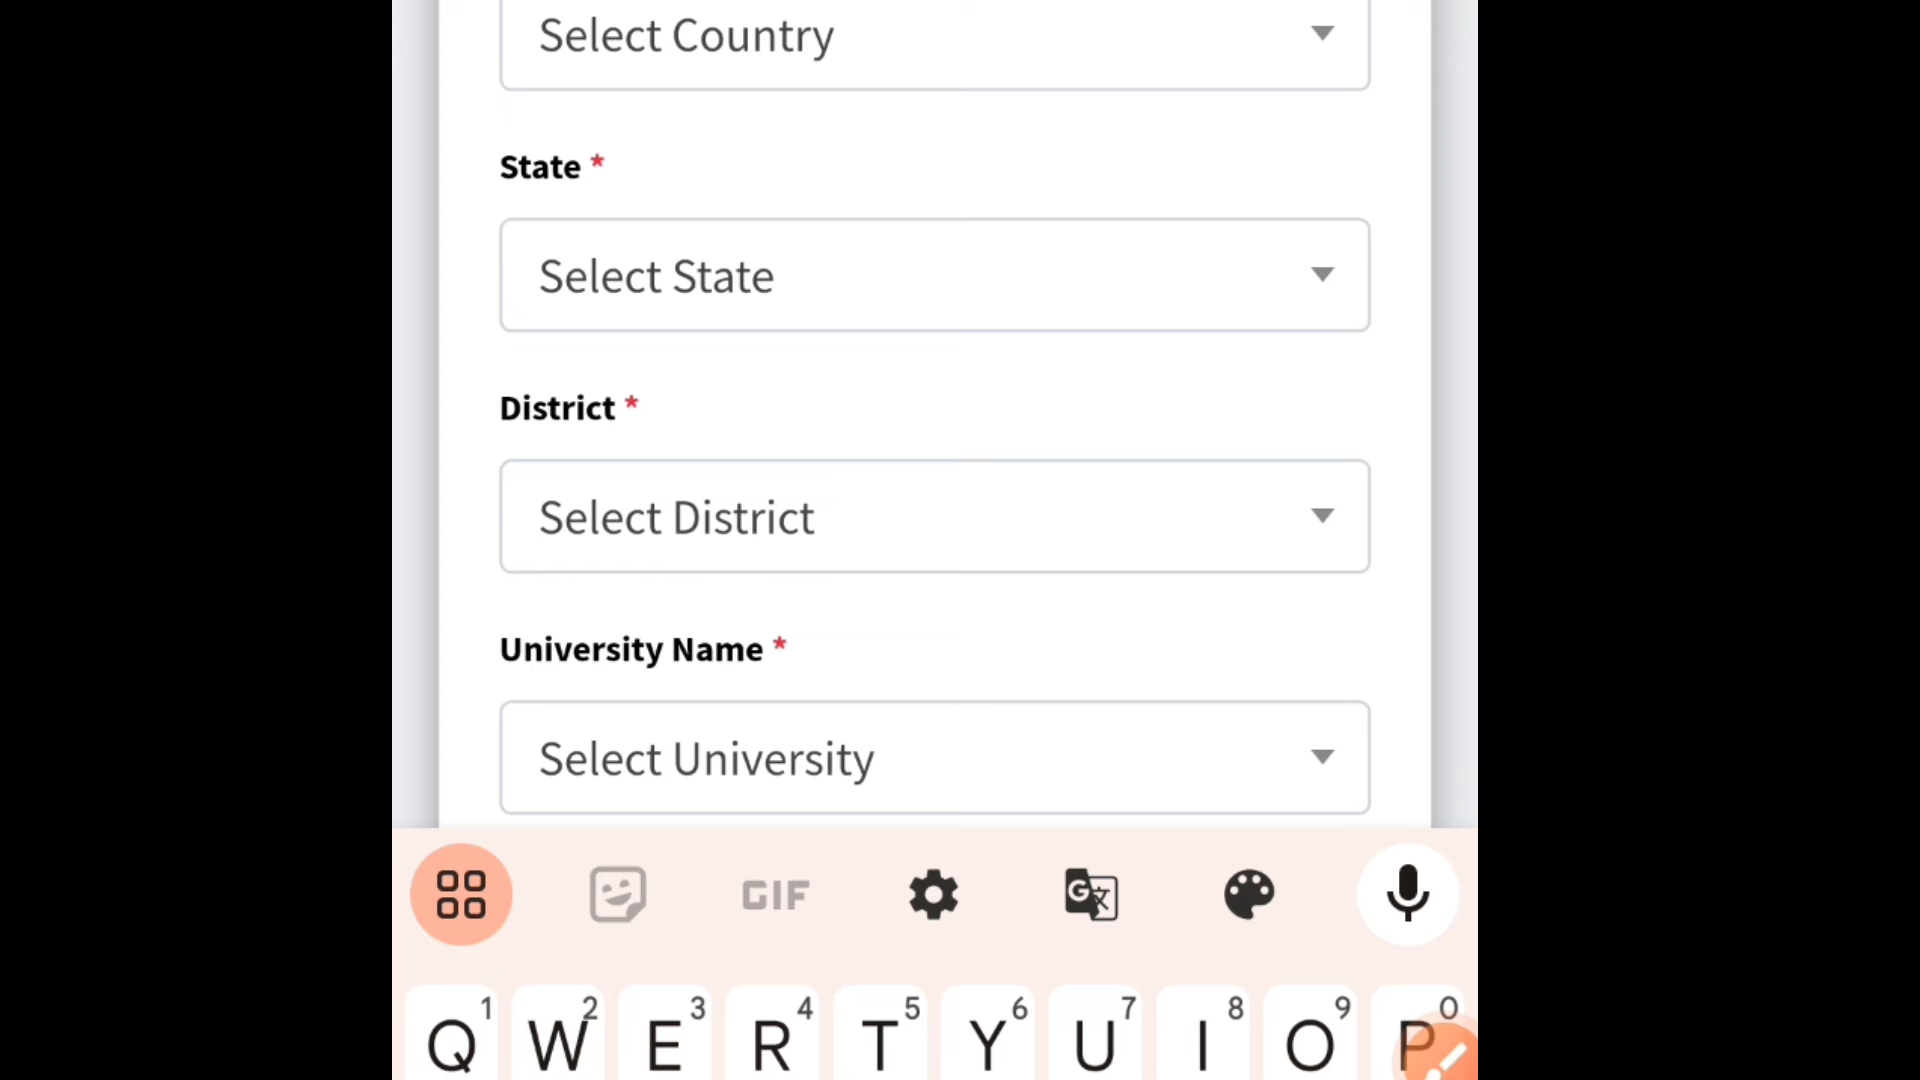 Select Country
State *
Select State
District *
Select District
University Name *
Select University
GIF
G 文
1 2 3 4 5 6 7 8 9 0
Q W E R T Y U I O P